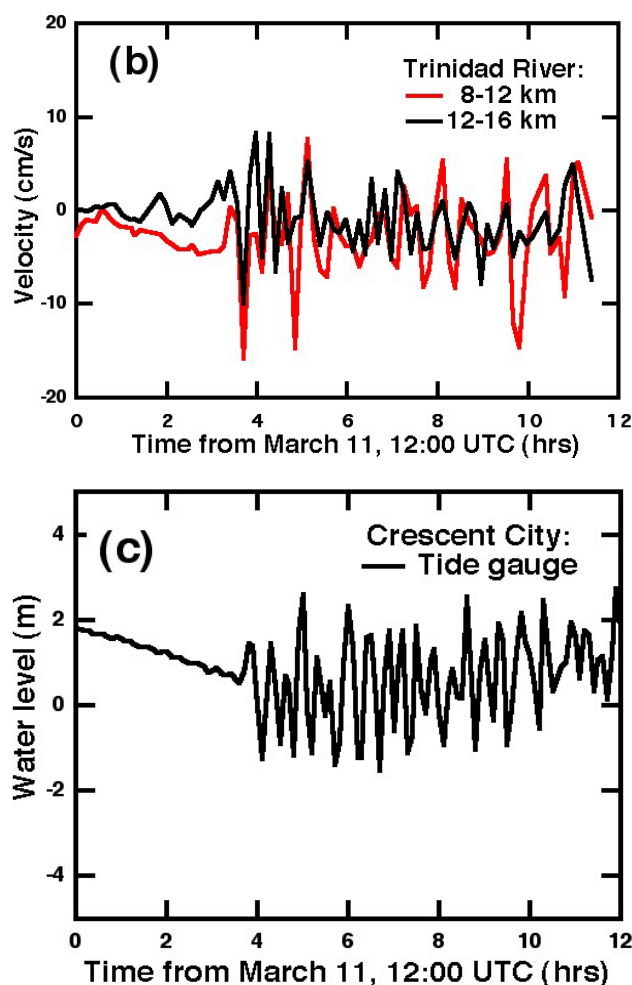 20
(b)
Trinidad River:
8-12 km
12-16 km
10
0
-10
-20
Velocity (cm/s)
0 2 4 6 8 10 12
Time from March 11, 12:00 UTC (hrs)
(c)
Crescent City:
Tide gauge
4
2
0
-2
-4
Water level (m)
0 2 4 6 8 10 12
Time from March 11, 12:00 UTC (hrs)